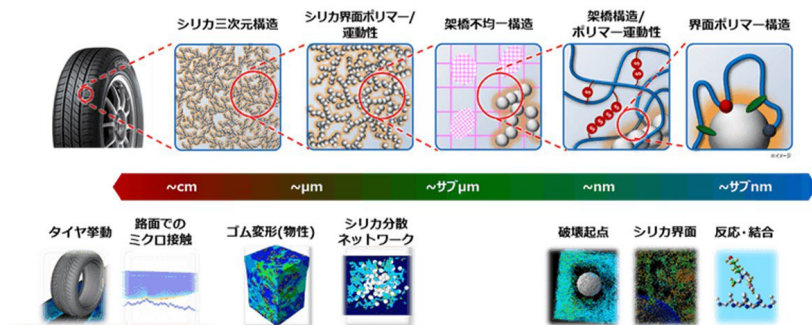 シリカ三次元構造
シリカ界面ポリマー/
運動性
架橋不均一構造
架橋構造/
ポリマー運動性
界面ポリマー構造
S
S
S
S
S
S
※イメージ
~cm
~μm
~サブμm
~nm
~サブnm
タイヤ挙動
路面での
ミクロ接触
ゴム変形(物性)
シリカ分散
ネットワーク
破壊起点
シリカ界面
反応・結合